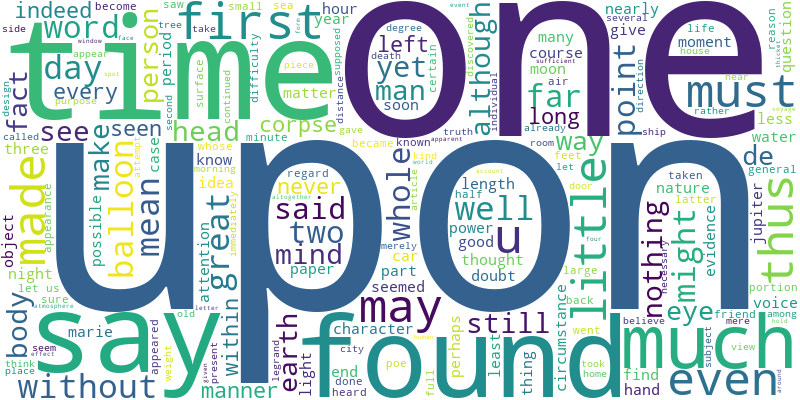 upon
one
time
say
found
first
must
much
little
thus
made
may
well
u
even
great
said
man
yet
left
far
day
word
indeed
see
seen
fact
every
person
period
head
corpse
matter
hour
year
small
sea
saw
tree
take
become
side
window
face
appear
spot
design
purpose
called
three
make
balloon
mean
case
know
idea
morning
whose
minute
difficulty
surface
continued
second
supposed
distance
piece
gave
death
degree
certain
event
discovered
soon
although
long
many
course
moon
air
individual
sufficient
nearly
give
several
direction
point
life
moment
house
near
rather
ship
reason
question
thicket
voyage
less
water
de
general
way
already
room
feet
let
door
known
truth
apparent
became
kind
world
article
account
regard
never
two
mind
paper
altogether
whole
length
half
power
good
thought
doubt
merely
car
part
seemed
nothing
necessary
might
eye
taken
nature
latter
evidence
jupiter
portion
voice
among
friend
object
possible
appearance
attention
immediately
attempt
night
let us
sure
atmosphere
body
marie
old
letter
within
earth
light
legrand
character
city
end
done
heard
poe
human
full
perhaps
still
least
thing
circumstance
large
back
went
took
home
find
hand
believe
mere
subject
view
hold
around
without
manner
think
place
seem
effect
appeared
weight
given
present
four
form